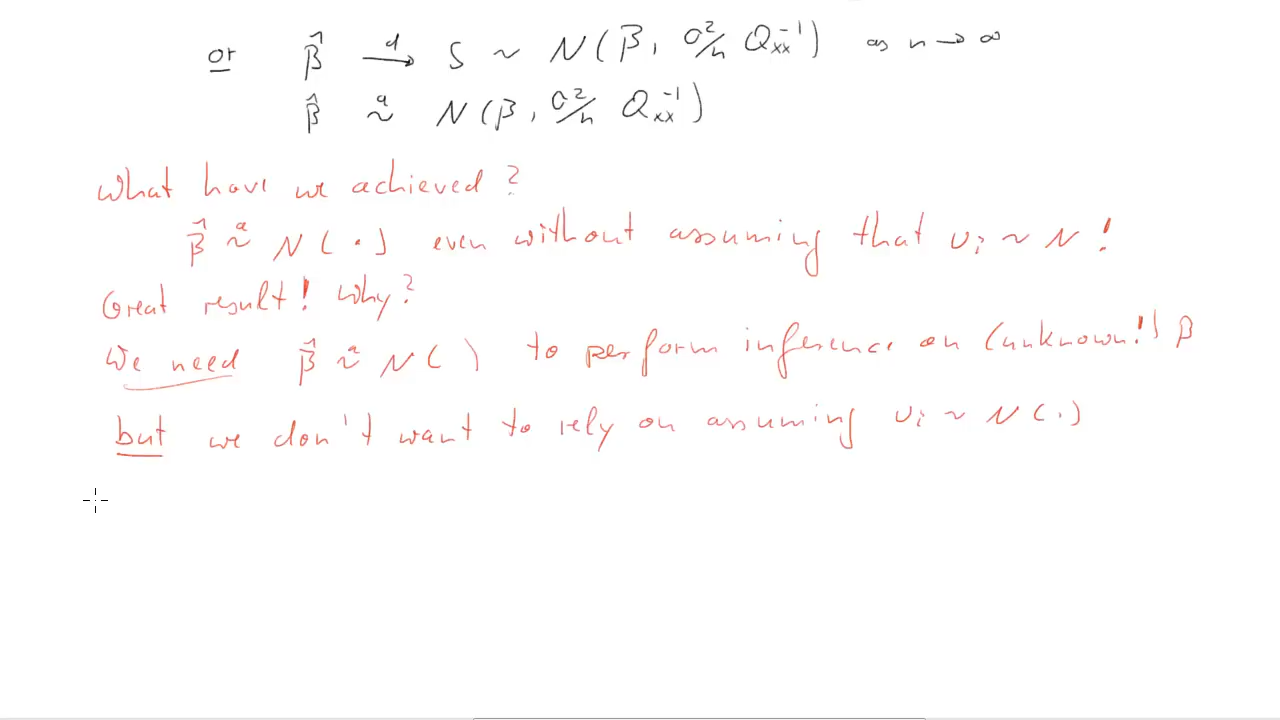 or β̂ →ᵈ S ~ N(β, σ²/n Qxx⁻¹) as n → ∞
β̂ ~ᵃ N(β, σ²/n Qxx⁻¹)
What have we achieved?
β̂ ~ᵃ N(.) even without assuming that υi ~ N!
Great result! Why?
We need β̂ ~ᵃ N( ) to perform inference on (unknown!) β
but we don't want to rely on assuming υi ~ N(.)